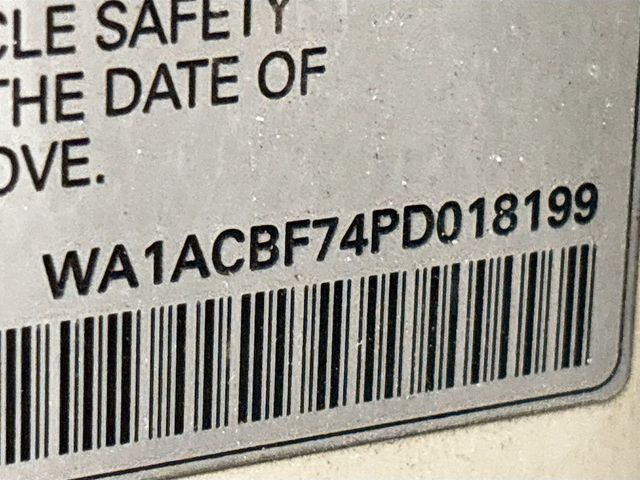 CLE SAFETY
THE DATE OF
OVE.
WA1ACBF74PD018199